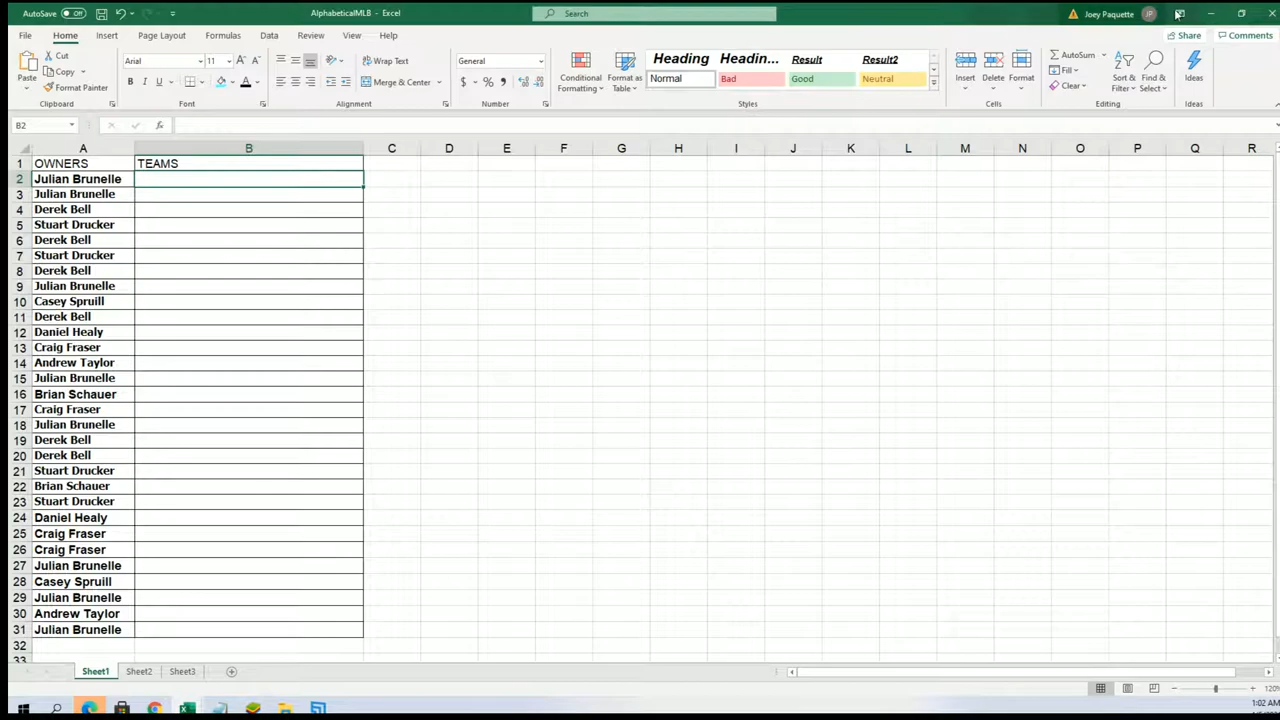 AutoSave Off AlphabeticalMLB - Excel Search Joey Paquette JP
File Home Insert Page Layout Formulas Data Review View Help Share Comments
Cut Arial 11 Wrap Text General Heading Headin... Result Result2 AutoSum
Paste Copy Fill
Format Painter B I U Merge & Center $ % Normal Bad Good Neutral Clear
Conditional Formatting Format as Table Insert Delete Format Sort & Filter Find & Select Ideas
Clipboard Font Alignment Number Styles Cells Editing Ideas
B2 fx
A B C D E F G H I J K L M N O P Q R
1 OWNERS TEAMS
2 Julian Brunelle
3 Julian Brunelle
4 Derek Bell
5 Stuart Drucker
6 Derek Bell
7 Stuart Drucker
8 Derek Bell
9 Julian Brunelle
10 Casey Spruill
11 Derek Bell
12 Daniel Healy
13 Craig Fraser
14 Andrew Taylor
15 Julian Brunelle
16 Brian Schauer
17 Craig Fraser
18 Julian Brunelle
19 Derek Bell
20 Derek Bell
21 Stuart Drucker
22 Brian Schauer
23 Stuart Drucker
24 Daniel Healy
25 Craig Fraser
26 Craig Fraser
27 Julian Brunelle
28 Casey Spruill
29 Julian Brunelle
30 Andrew Taylor
31 Julian Brunelle
32
33
Sheet1 Sheet2 Sheet3
120%
1:02 AM